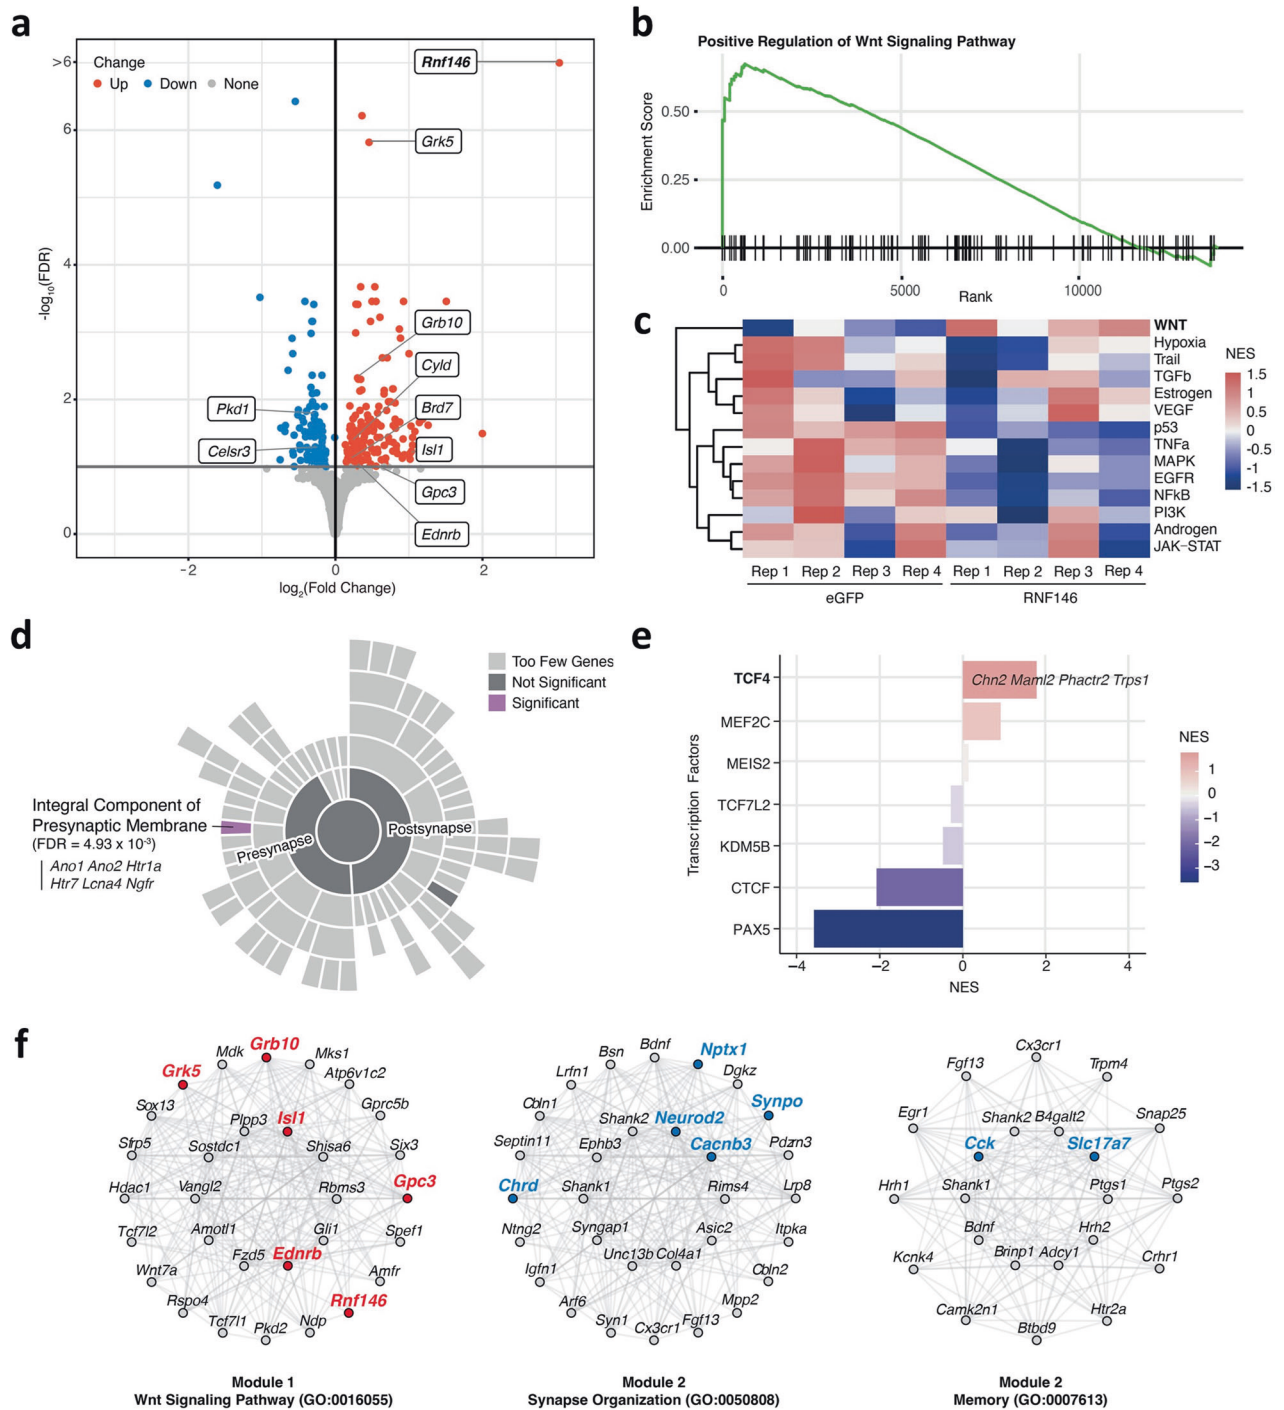 a
Change
Up Down None
>6
6
4
2
0
-log10(FDR)
Rnf146
Grk5
Grb10
Cyld
Brd7
Isl1
Gpc3
Ednrb
Pkd1
Celsr3
−2 0 2
log2(Fold Change)
b
Positive Regulation of Wnt Signaling Pathway
Enrichment Score
0.50
0.25
0.00
0 5000 10000
Rank
c
WNT
Hypoxia
Trail
TGFb
Estrogen
VEGF
p53
TNFa
MAPK
EGFR
NFkB
PI3K
Androgen
JAK−STAT
Rep 1 Rep 2 Rep 3 Rep 4 Rep 1 Rep 2 Rep 3 Rep 4
eGFP RNF146
NES
1.5
1
0.5
0
-0.5
-1
-1.5
d
Too Few Genes
Not Significant
Significant
Integral Component of
Presynaptic Membrane
(FDR = 4.93 x 10-3)
Ano1 Ano2 Htr1a
Htr7 Lcna4 Ngfr
Presynapse
Postsynapse
e
Transcription Factors
TCF4
MEF2C
MEIS2
TCF7L2
KDM5B
CTCF
PAX5
Chn2 Maml2 Phactr2 Trps1
−4 −2 0 2 4
NES
NES
1
0
−1
−2
−3
f
Grb10
Mdk
Mks1
Grk5
Atp6v1c2
Sox13
Plpp3
Isl1
Gprc5b
Sfrp5
Sostdc1
Shisa6
Six3
Hdac1
Vangl2
Rbms3
Gpc3
Tcf7l2
Amotl1
Gli1
Spef1
Wnt7a
Fzd5
Ednrb
Amfr
Rspo4
Rnf146
Tcf7l1
Pkd2
Ndp
Module 1
Wnt Signaling Pathway (GO:0016055)
Bdnf
Bsn
Nptx1
Lrfn1
Dgkz
Cbln1
Shank2
Neurod2
Synpo
Septin11
Ephb3
Cacnb3
Pdzrn3
Chrd
Shank1
Rims4
Lrp8
Ntng2
Syngap1
Asic2
Itpka
Igfn1
Unc13b
Col4a1
Cbln2
Arf6
Mpp2
Syn1
Cx3cr1
Fgf13
Module 2
Synapse Organization (GO:0050808)
Cx3cr1
Fgf13
Trpm4
Egr1
Shank2
B4galt2
Snap25
Cck
Slc17a7
Hrh1
Shank1
Ptgs1
Ptgs2
Bdnf
Hrh2
Kcnk4
Brinp1
Adcy1
Crhr1
Camk2n1
Htr2a
Btbd9
Module 2
Memory (GO:0007613)